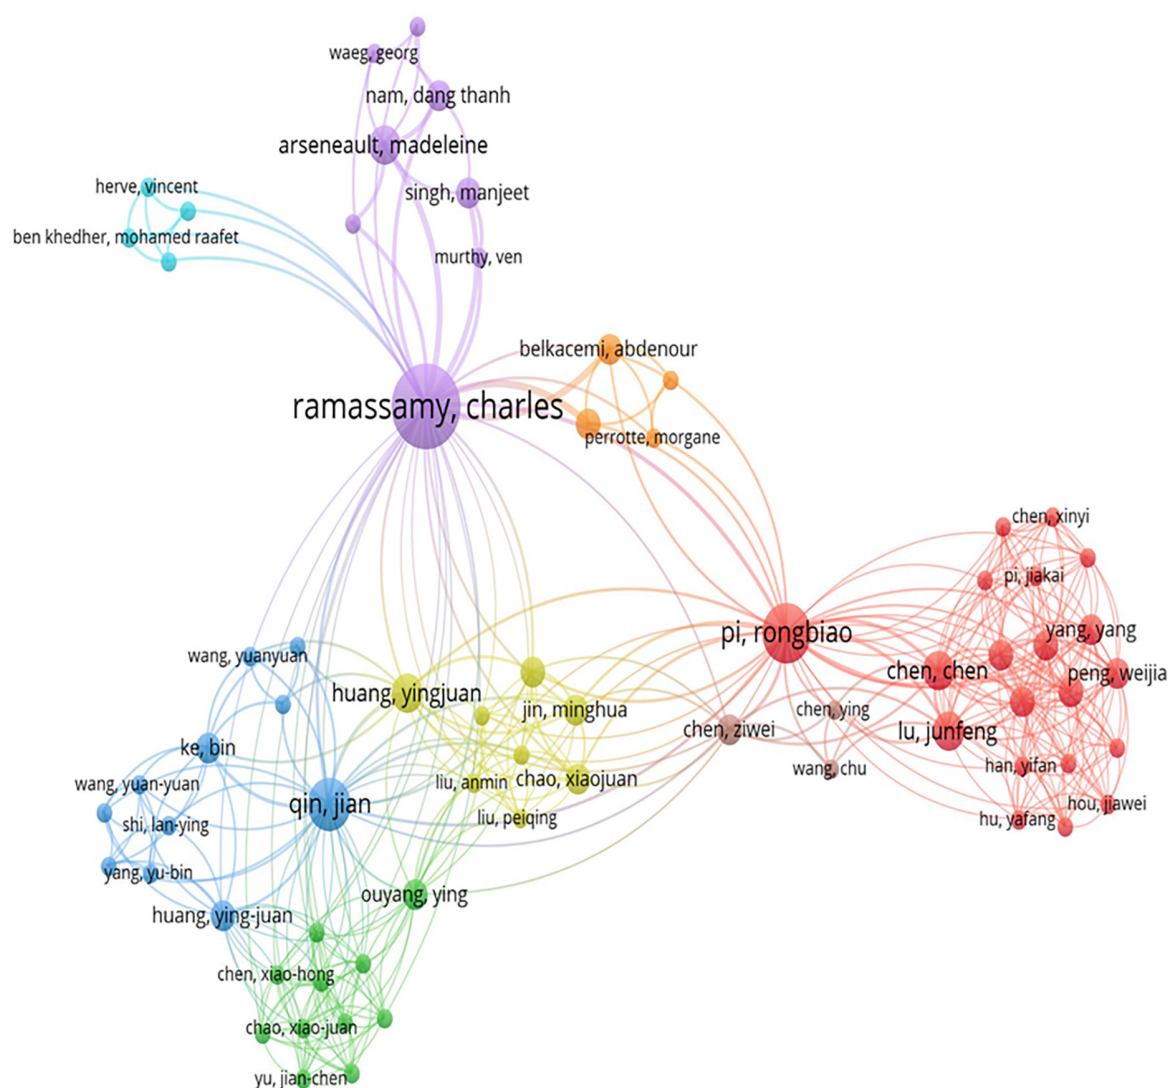 waeg, georg
nam, dang thanh
arseneault, madeleine
herve, vincent
singh, manjeet
ben khedher, mohamed raafet
murthy, ven
belkacemi, abdenour
ramassamy, charles
perrotte, morgane
chen, xinyi
pi, jiakai
pi, rongbiao
yang, yang
wang, yuanyuan
chen, chen
peng, weijia
huang, yingjuan
jin, minghua
chen, ying
chen, ziwei
lu, junfeng
ke, bin
han, yifan
wang, chu
liu, anmin
chao, xiaojuan
wang, yuan-yuan
qin, jian
hou, jiawei
liu, peiqing
hu, yafang
shi, lan-ying
yang, yu-bin
ouyang, ying
huang, ying-juan
chen, xiao-hong
chao, xiao-juan
yu, jian-chen